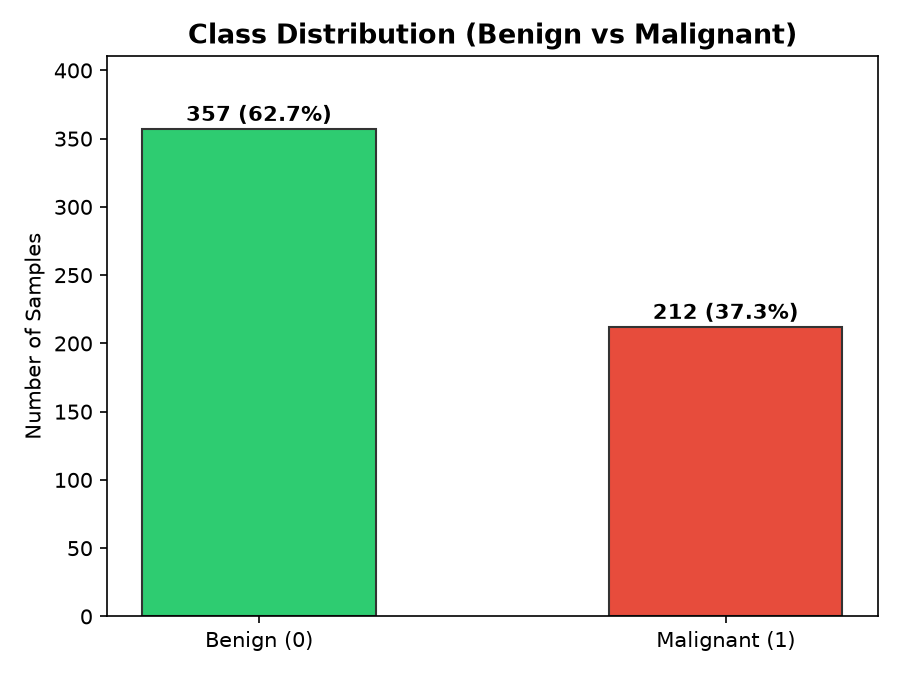 Class Distribution (Benign vs Malignant)
400
350
300
250
200
150
100
50
0
Number of Samples
357 (62.7%)
212 (37.3%)
Benign (0)
Malignant (1)